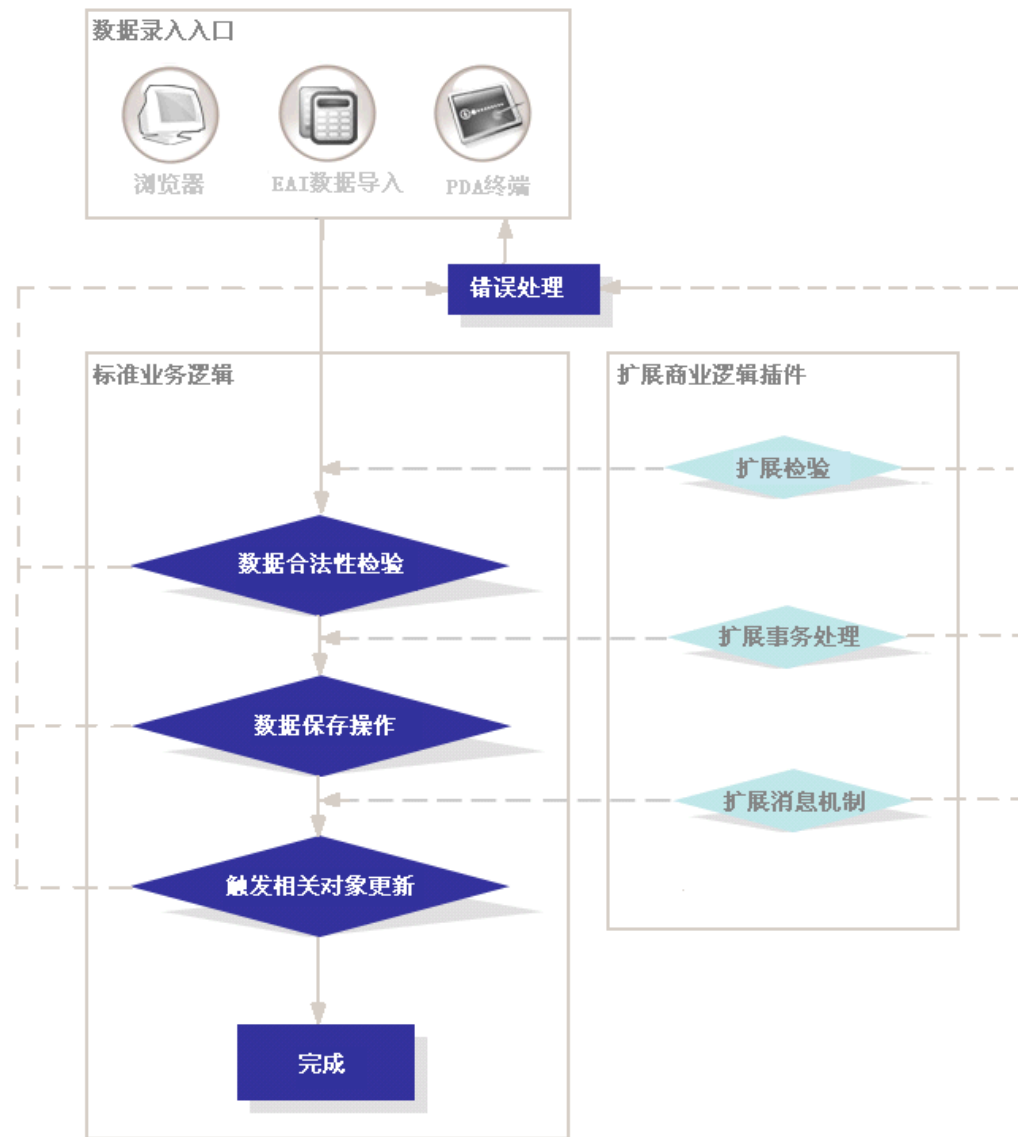 数据录入入口
浏览器
EAI数据导入
PDA终端
错误处理
标准业务逻辑
扩展商业逻辑插件
扩展检验
数据合法性检验
扩展事务处理
数据保存操作
扩展消息机制
触发相关对象更新
完成